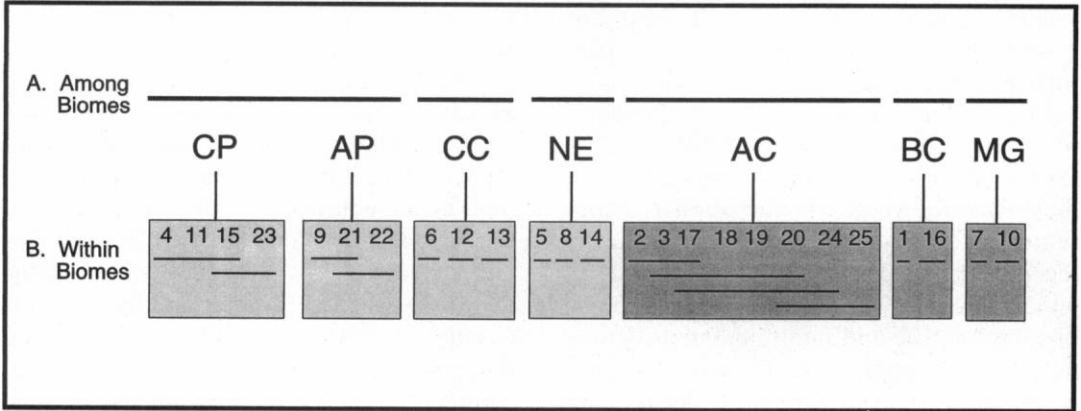 A. Among
Biomes
CP AP CC NE AC BC MG
B. Within
Biomes
4 11 15 23 9 21 22 6 12 13 5 8 14 2 3 17 18 19 20 24 25 1 16 7 10